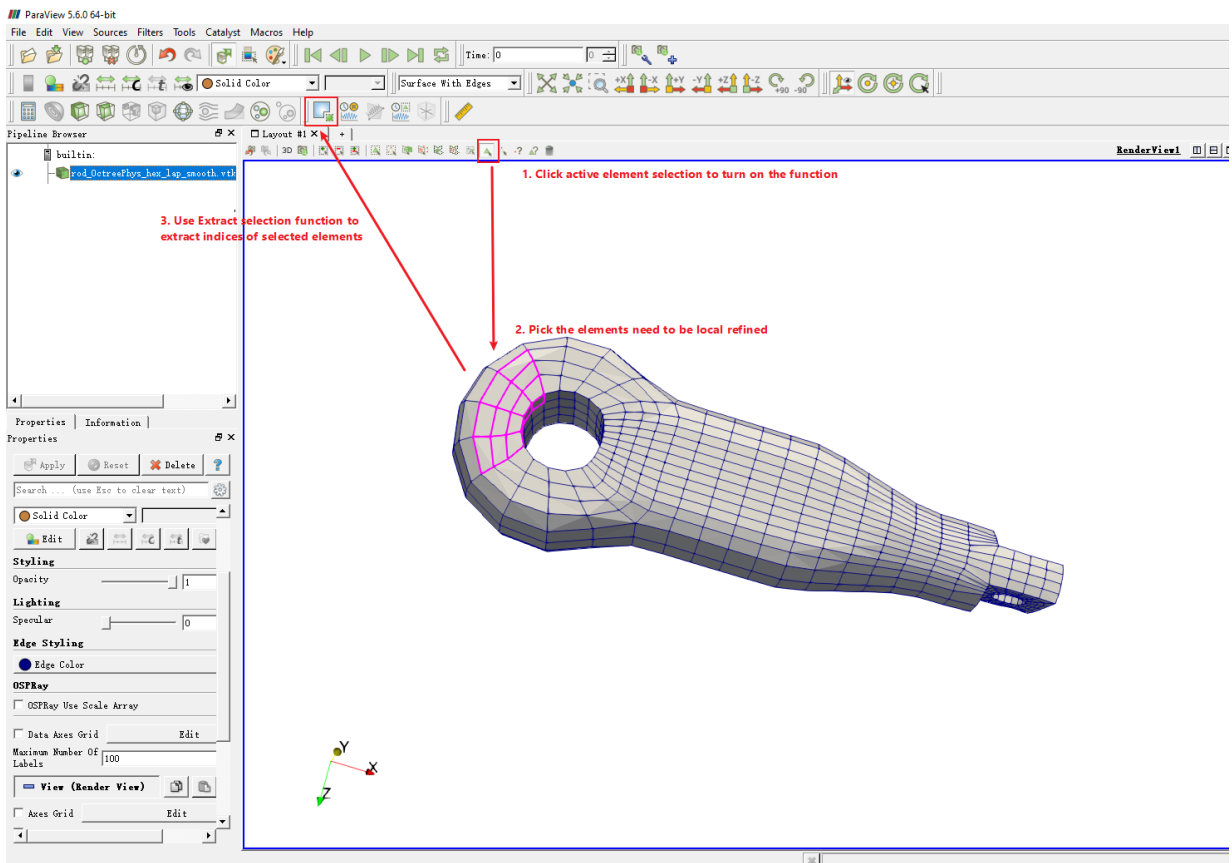 ParaView 5.6.0 64-bit
File Edit View Sources Filters Tools Catalyst Macros Help
Time: 0 0
Solid Color Surface With Edges
+X -X +Y -Y +Z -Z +90 -90
Pipeline Browser
Layout #1 +
builtin:
3D
RenderView1
rod_OctreePhys_hex_lap_smooth.vtk
1. Click active element selection to turn on the function
3. Use Extract selection function to
extract indices of selected elements
2. Pick the elements need to be local refined
Properties Information
Properties
Apply Reset Delete ?
Search ... (use Esc to clear text)
Solid Color
Edit
Styling
Opacity 1
Lighting
Specular 0
Edge Styling
Edge Color
OSPRay
OSPRay Use Scale Array
Data Axes Grid Edit
Maximum Number Of
Labels 100
View (Render View)
Axes Grid Edit
Y
X
Z